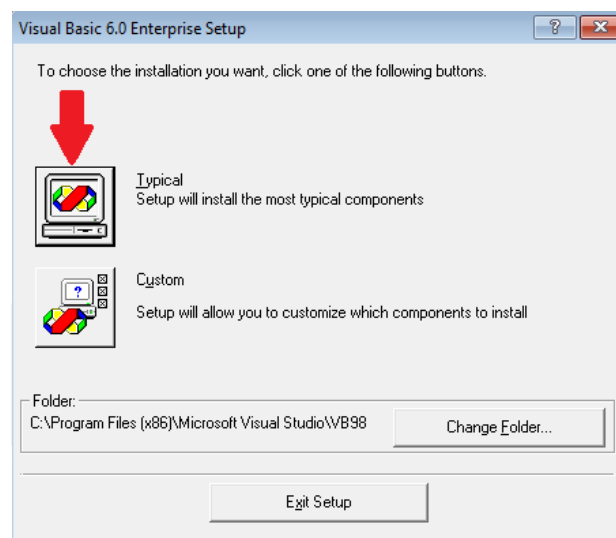 Visual Basic 6.0 Enterprise Setup
To choose the installation you want, click one of the following buttons.
Typical
Setup will install the most typical components
Custom
Setup will allow you to customize which components to install
Folder:
C:\Program Files (x86)\Microsoft Visual Studio\VB98
Change Folder...
Exit Setup